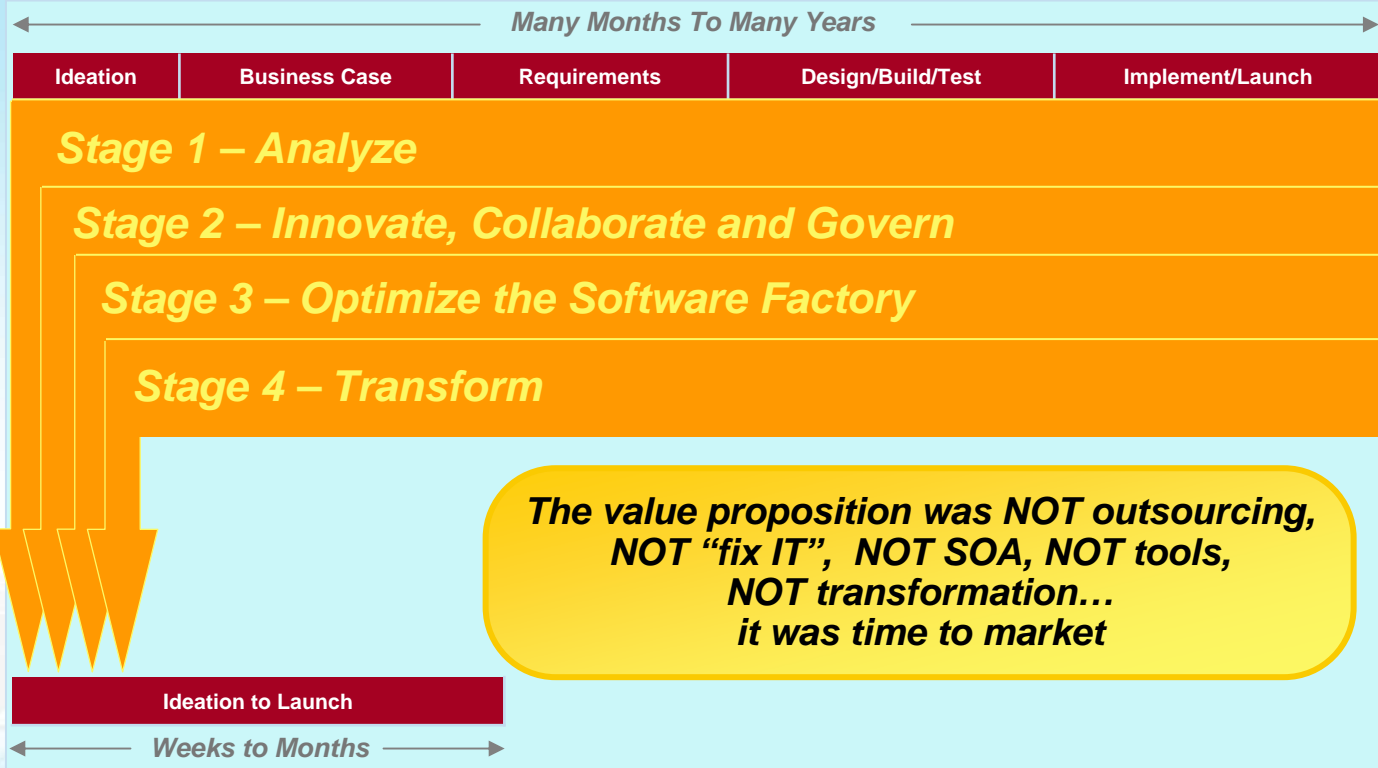 Many Months To Many Years
Ideation
Business Case
Requirements
Design/Build/Test
Implement/Launch
Stage 1 – Analyze
Stage 2 – Innovate, Collaborate and Govern
Stage 3 – Optimize the Software Factory
Stage 4 – Transform
The value proposition was NOT outsourcing,
NOT “fix IT”, NOT SOA, NOT tools,
NOT transformation…
it was time to market
Ideation to Launch
Weeks to Months